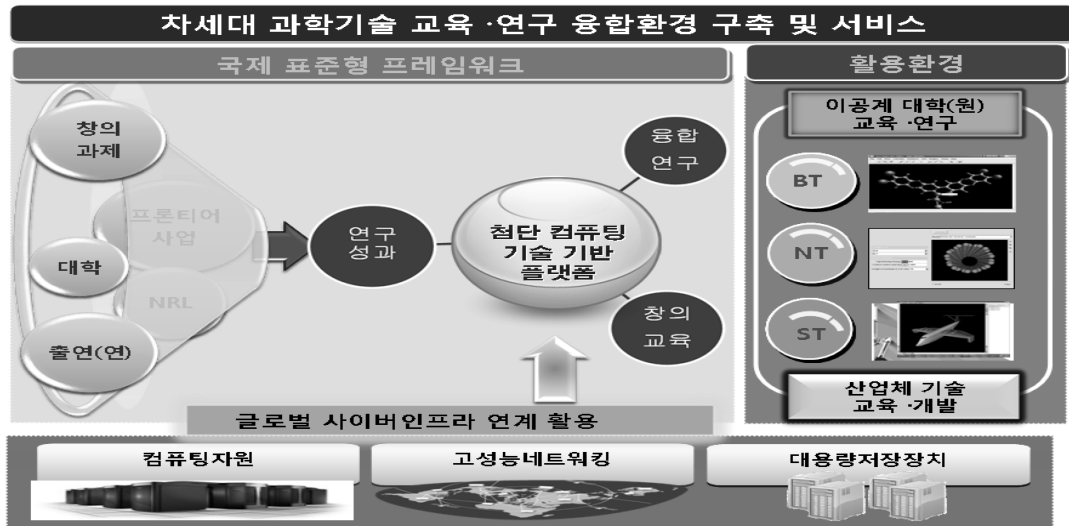 차세대 과학기술 교육 ·연구 융합환경 구축 및 서비스
국제 표준형 프레임워크
창의
과제
프론티어
사업
대학
NRL
출연(연)
연구
성과
첨단 컴퓨팅
기술 기반
플랫폼
융합
연구
창의
교육
글로벌 사이버인프라 연계 활용
활용환경
이공계 대학(원)
교육 ·연구
BT
NT
ST
산업체 기술
교육 ·개발
컴퓨팅자원
고성능네트워킹
대용량저장장치